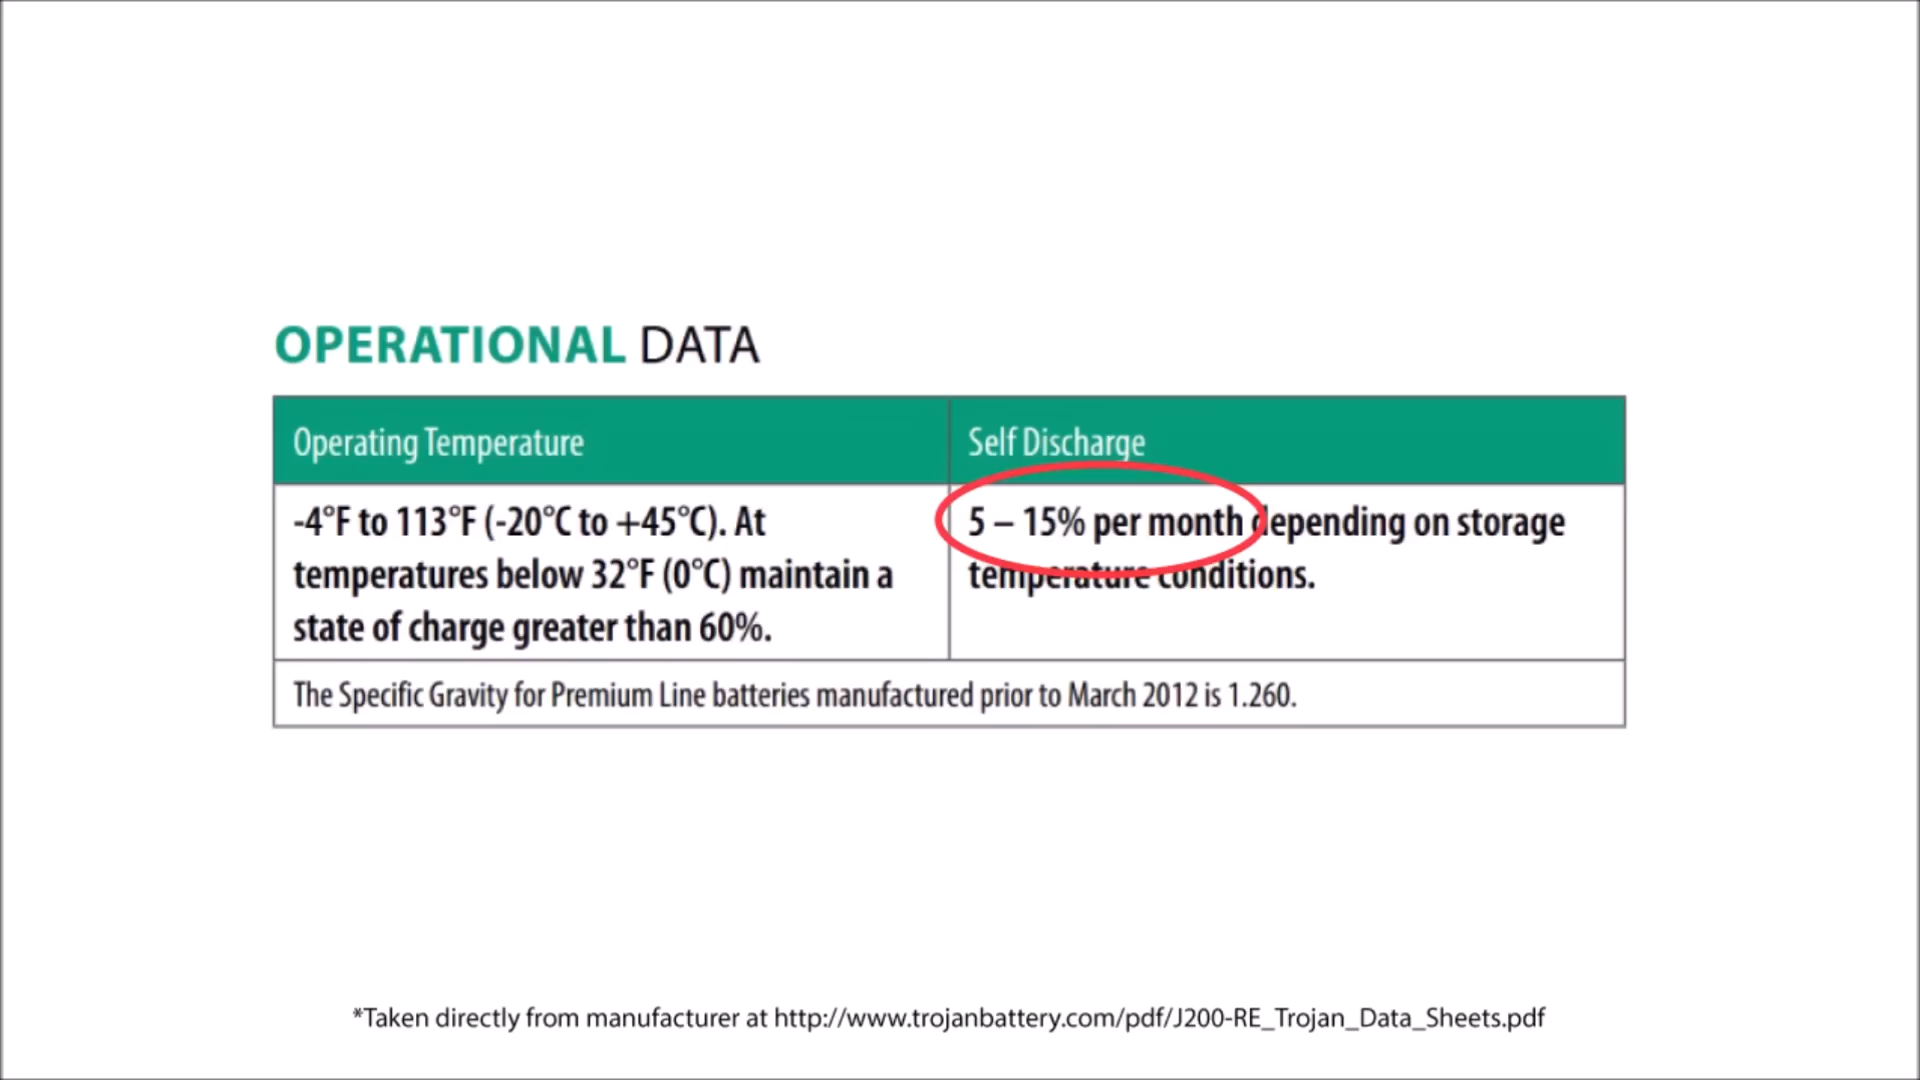 OPERATIONAL DATA
Operating Temperature
Self Discharge
-4°F to 113°F (-20°C to +45°C). At
temperatures below 32°F (0°C) maintain a
state of charge greater than 60%.
5 – 15% per month depending on storage
temperature conditions.
The Specific Gravity for Premium Line batteries manufactured prior to March 2012 is 1.260.
*Taken directly from manufacturer at http://www.trojanbattery.com/pdf/J200-RE_Trojan_Data_Sheets.pdf